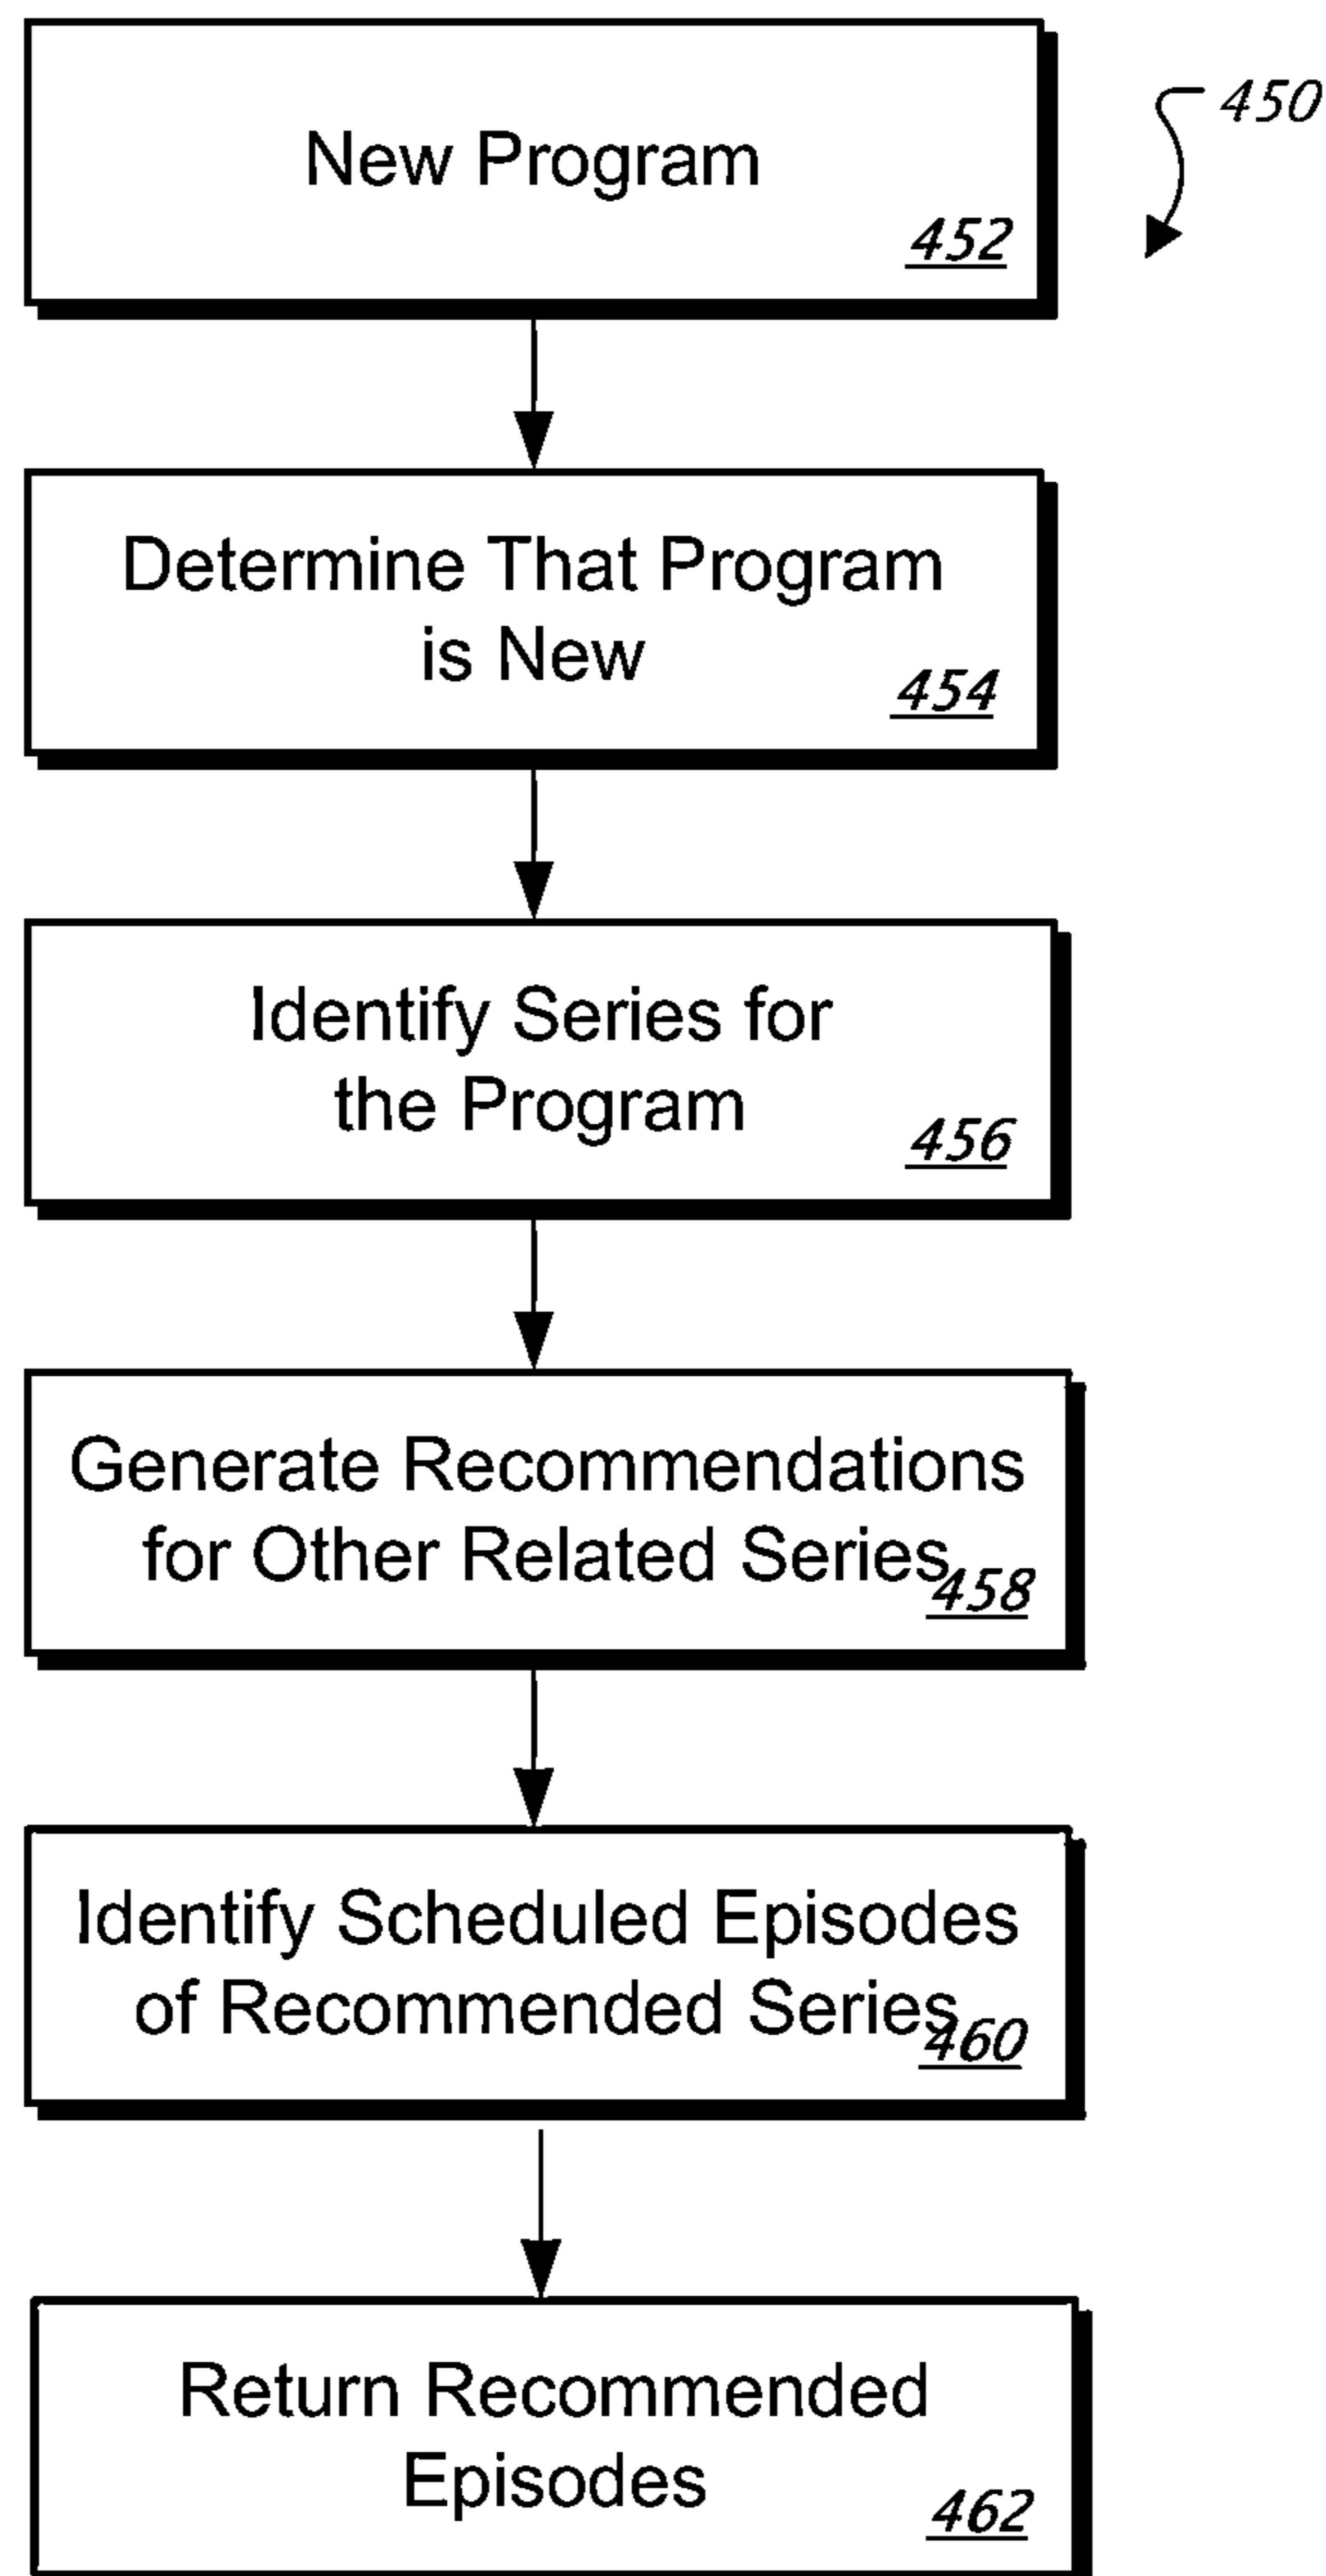 New Program
452
450
Determine That Program
is New
454
Identify Series for
the Program
456
Generate Recommendations
for Other Related Series
458
Identify Scheduled Episodes
of Recommended Series
460
Return Recommended
Episodes
462